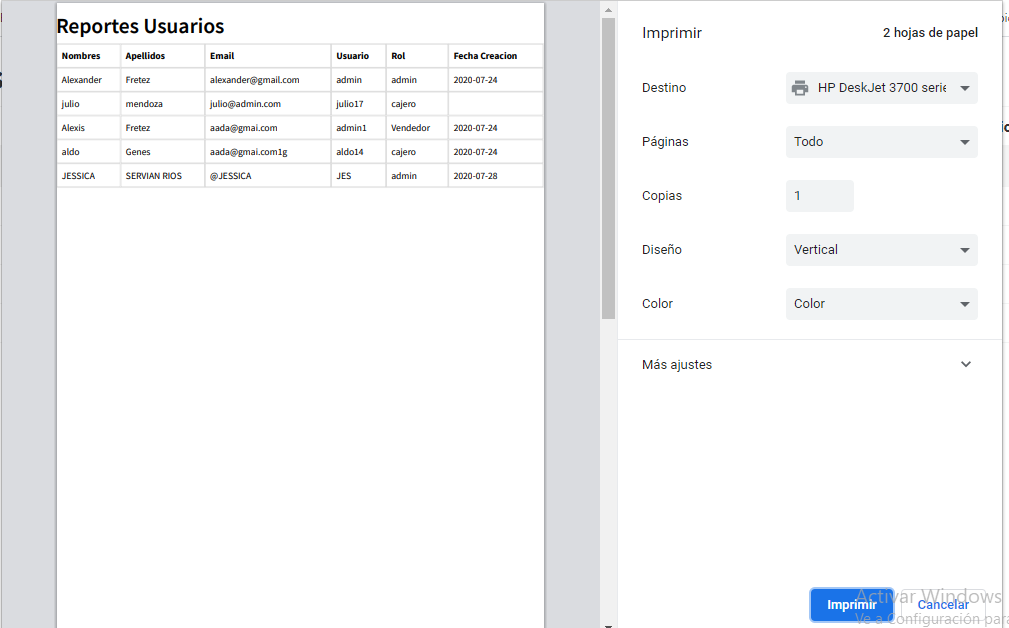 Reportes Usuarios
Nombres Apellidos Email Usuario Rol Fecha Creacion
Alexander Fretez alexander@gmail.com admin admin 2020-07-24
julio mendoza julio@admin.com julio17 cajero
Alexis Fretez aada@gmai.com admin1 Vendedor 2020-07-24
aldo Genes aada@gmai.com1g aldo14 cajero 2020-07-24
JESSICA SERVIAN RIOS @JESSICA JES admin 2020-07-28
Imprimir 2 hojas de papel
Destino HP DeskJet 3700 serie
Páginas Todo
Copias 1
Diseño Vertical
Color Color
Más ajustes
Activar Windows
Imprimir Cancelar
Ve a Configuración para